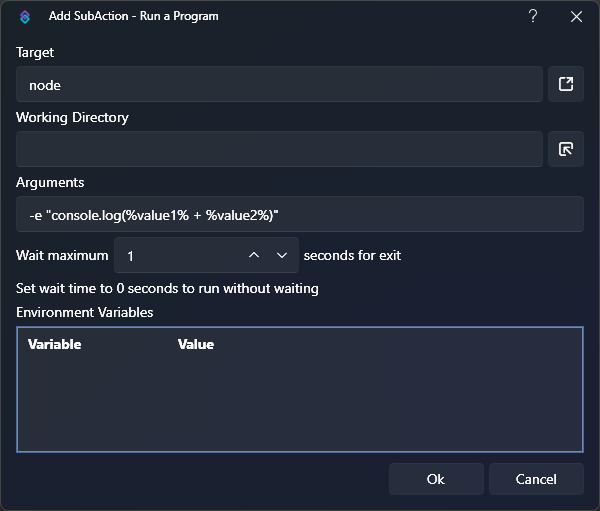 Add SubAction - Run a Program
?
Target
node
Working Directory
Arguments
-e "console.log(%value1% + %value2%)"
Wait maximum 1 seconds for exit
Set wait time to 0 seconds to run without waiting
Environment Variables
Variable Value
Ok Cancel